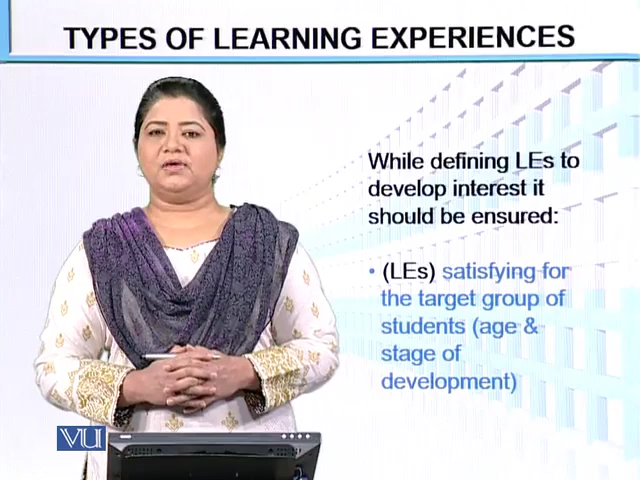 TYPES OF LEARNING EXPERIENCES
While defining LEs to
develop interest it
should be ensured:
• (LEs) satisfying for
the target group of
students (age &
stage of
development)
VU